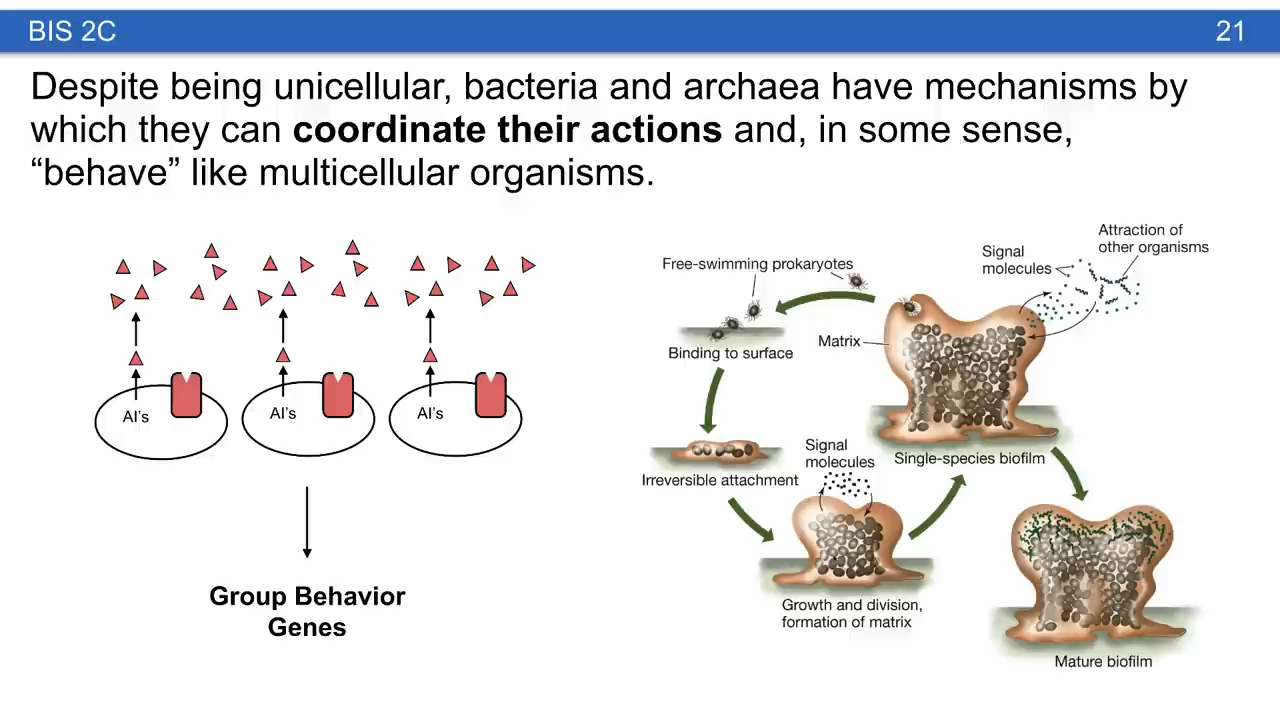 BIS 2C
21
Despite being unicellular, bacteria and archaea have mechanisms by
which they can coordinate their actions and, in some sense,
“behave” like multicellular organisms.
AI’s
AI’s
AI’s
Group Behavior
Genes
Free-swimming prokaryotes
Signal
molecules
Attraction of
other organisms
Matrix
Binding to surface
Irreversible attachment
Signal
molecules
Single-species biofilm
Growth and division,
formation of matrix
Mature biofilm